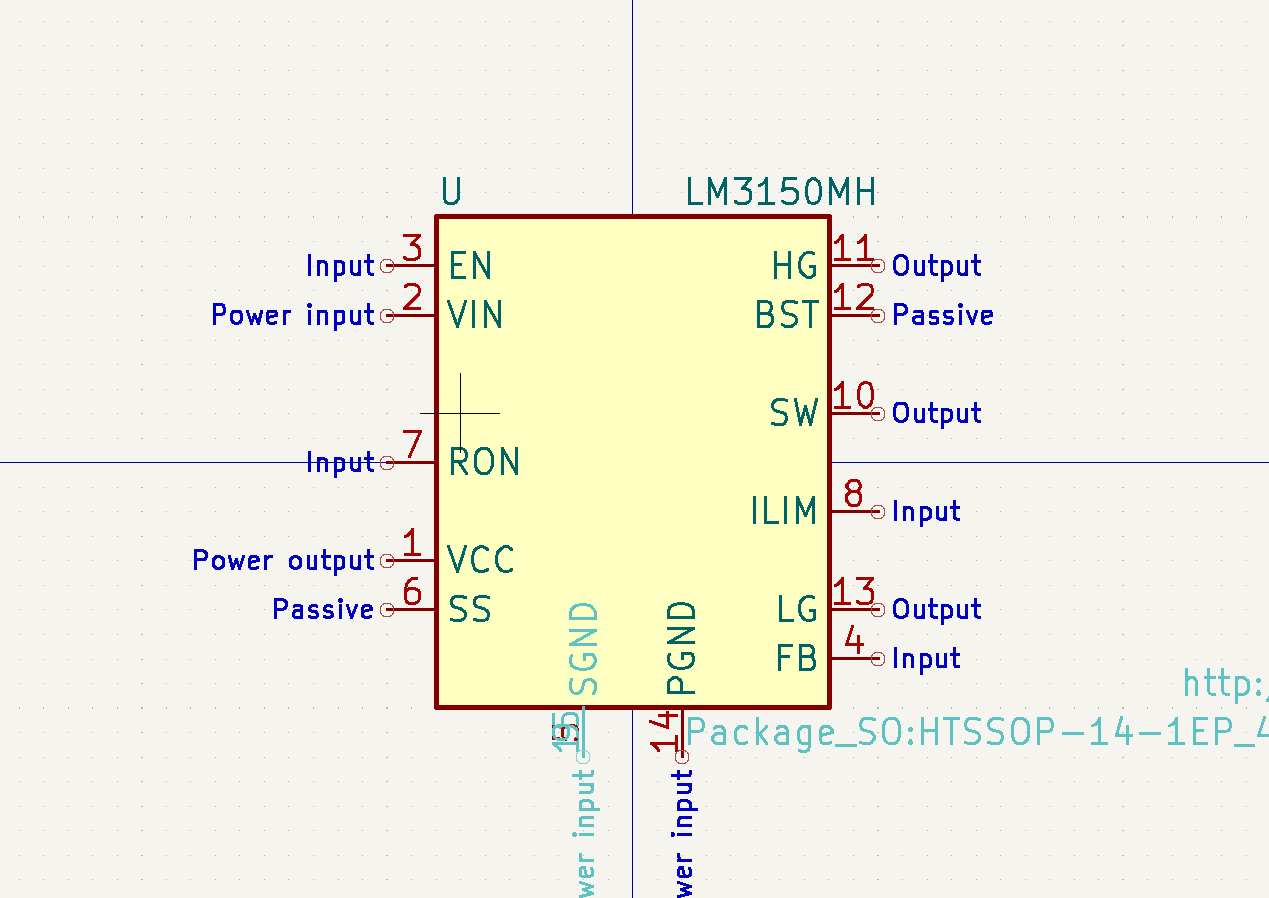 U LM3150MH
Input 3 EN HG 11 Output
Power input 2 VIN BST 12 Passive
SW 10 Output
Input 7 RON
ILIM 8 Input
Power output 1 VCC
Passive 6 SS LG 13 Output
FB 4 Input
SGND PGND
http:/
14 Package_SO:HTSSOP-14-1EP_4
wer input wer input